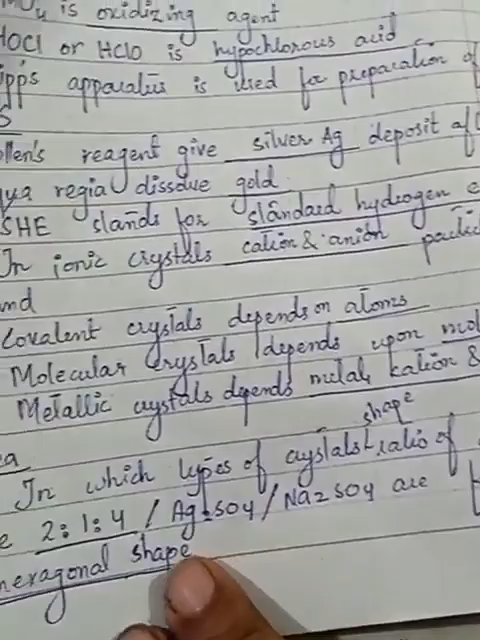 is oxidizing agent
HOCl or HClO is hypochlorous acid
apparatus is used for preparation of
S
reagent give silver Ag deposit
regia dissolve gold
SHE stands for standard hydrogen
In ionic crystals cation & anion
Covalent crystals depends on atoms
Molecular crystals depends upon
Metallic crystals depends metal, kation &
shape
In which types of crystals ratio of
2:1:4 / Ag2SO4 / Na2SO4 are
hexagonal shape